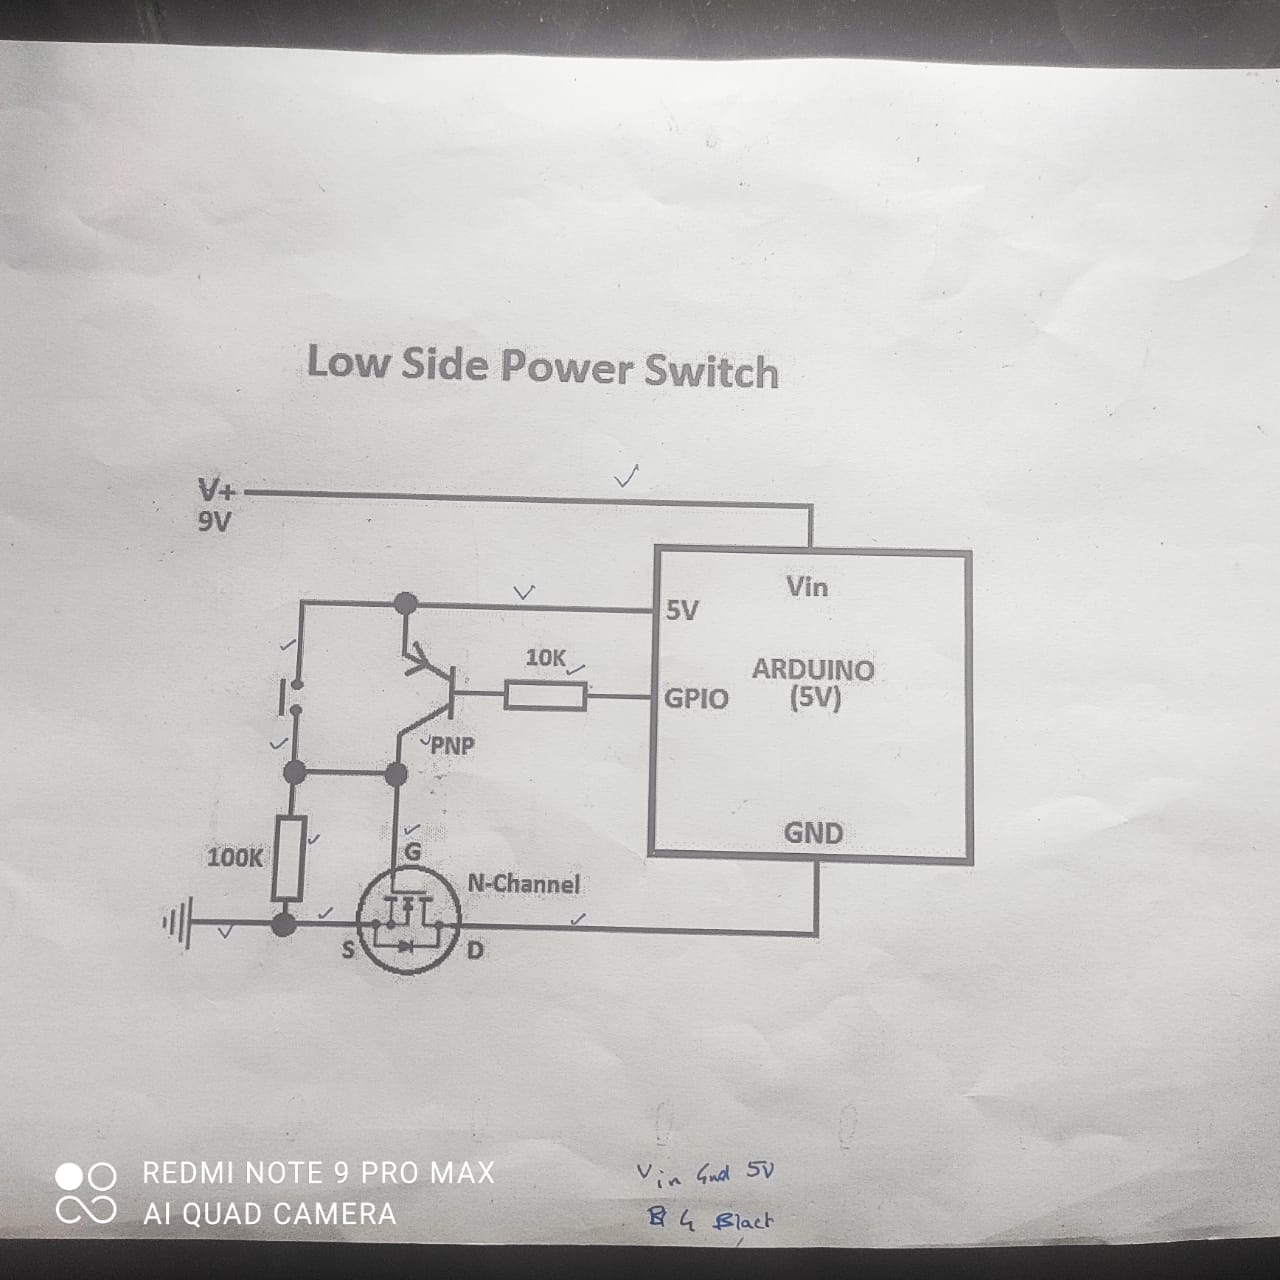 Low Side Power Switch
V+
9V
5V
Vin
10K
ARDUINO
(5V)
GPIO
PNP
GND
100K
G
N-Channel
S
D
REDMI NOTE 9 PRO MAX
AI QUAD CAMERA
Vin Gnd 5V
B G Black